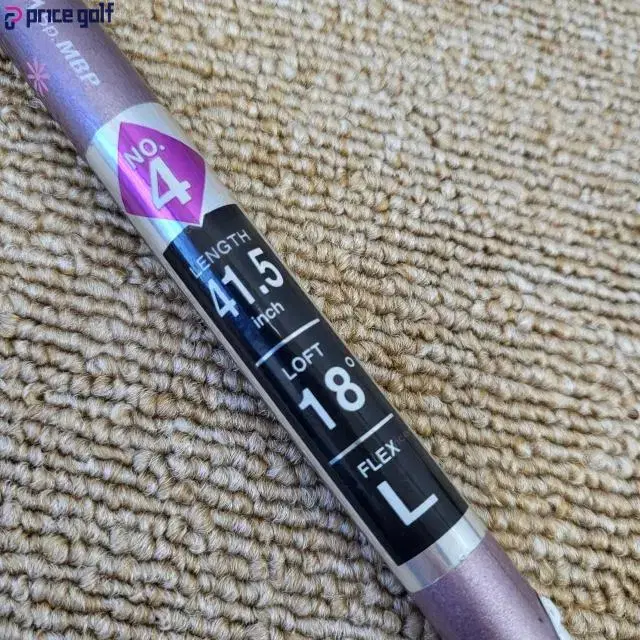 price golf
MBP
NO.
4
LENGTH
41.5
inch
LOFT
18°
FLEX
L